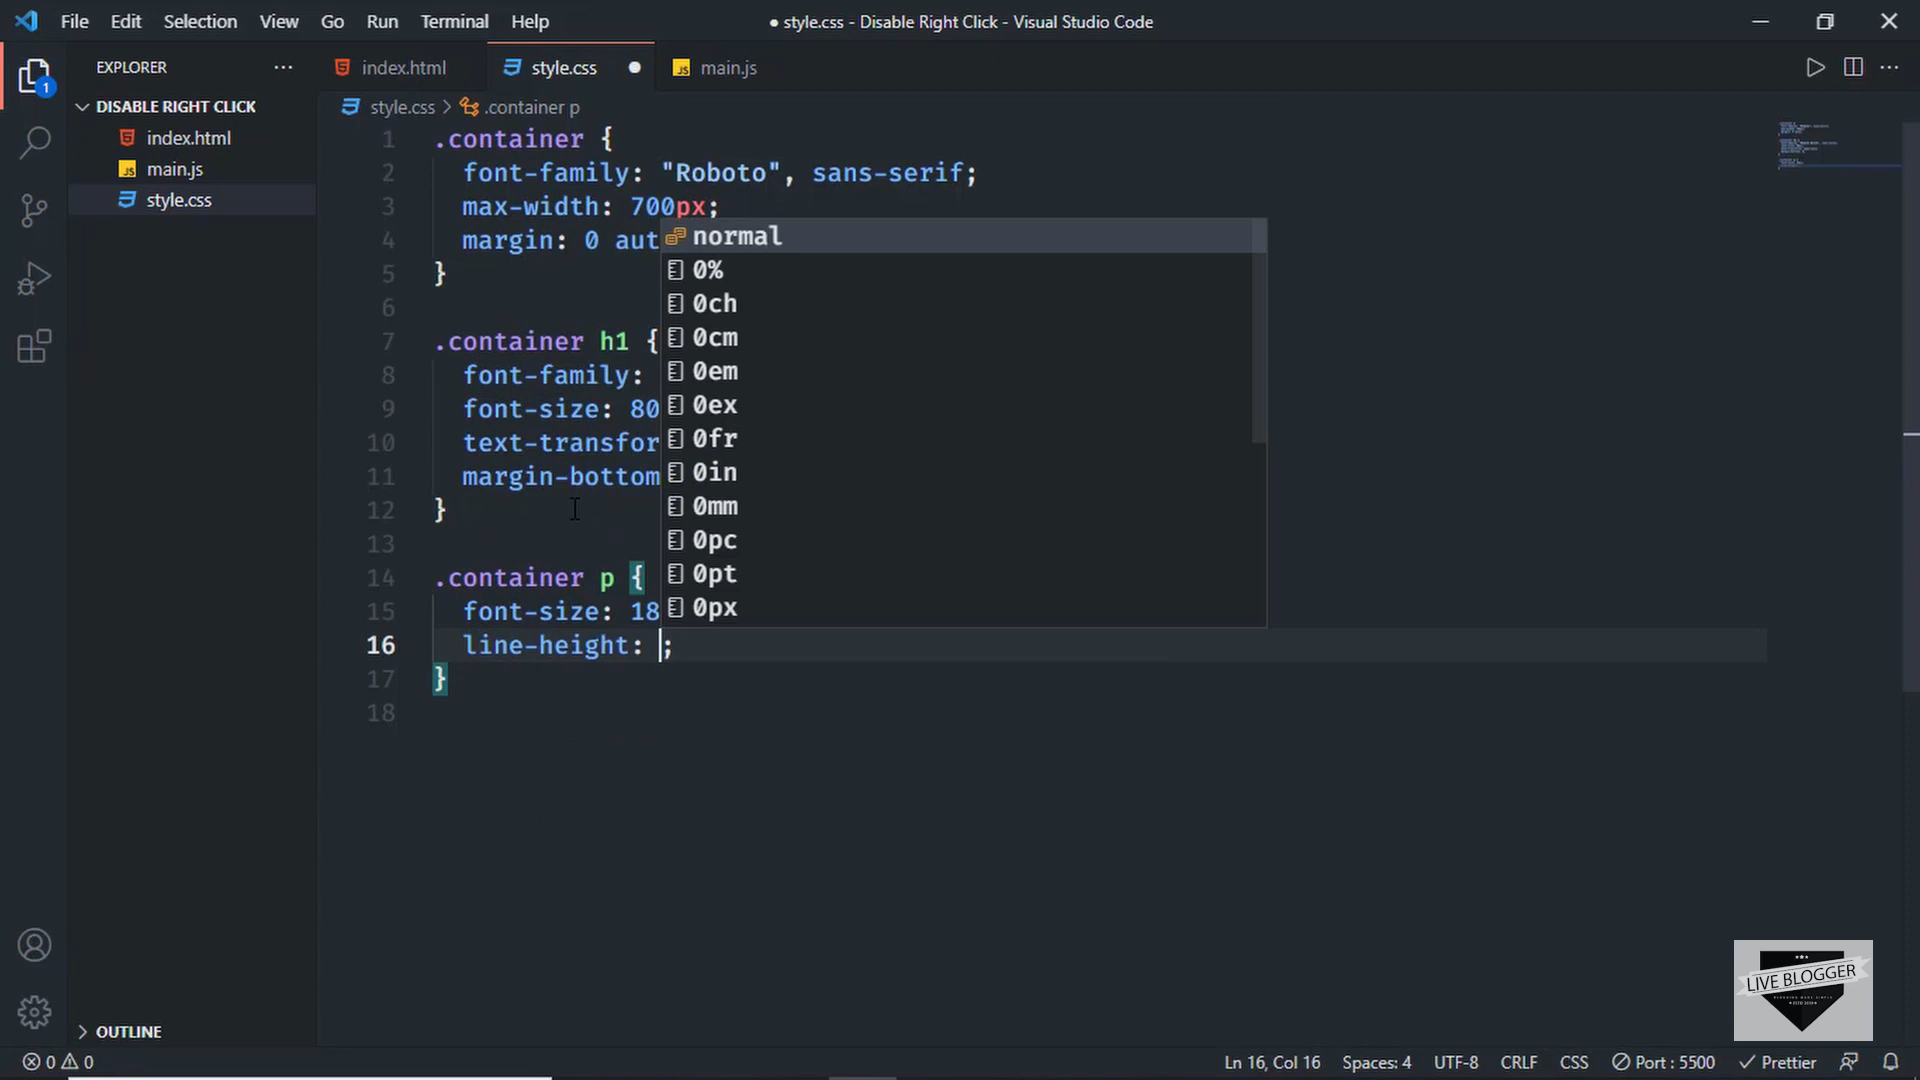 File Edit Selection View Go Run Terminal Help
● style.css - Disable Right Click - Visual Studio Code
EXPLORER
index.html
style.css
JS main.js
1
DISABLE RIGHT CLICK
index.html
JS main.js
style.css
style.css > .container p
1 .container {
2 font-family: "Roboto", sans-serif;
3 max-width: 700px;
4 margin: 0 aut
5 }
6
7 .container h1 {
8 font-family:
9 font-size: 80
10 text-transfor
11 margin-bottom
12 }
13
14 .container p {
15 font-size: 18
16 line-height: ;
17 }
18
normal
0%
0ch
0cm
0em
0ex
0fr
0in
0mm
0pc
0pt
0px
OUTLINE
LIVE BLOGGER
0 0
Ln 16, Col 16 Spaces: 4 UTF-8 CRLF CSS Port : 5500 Prettier